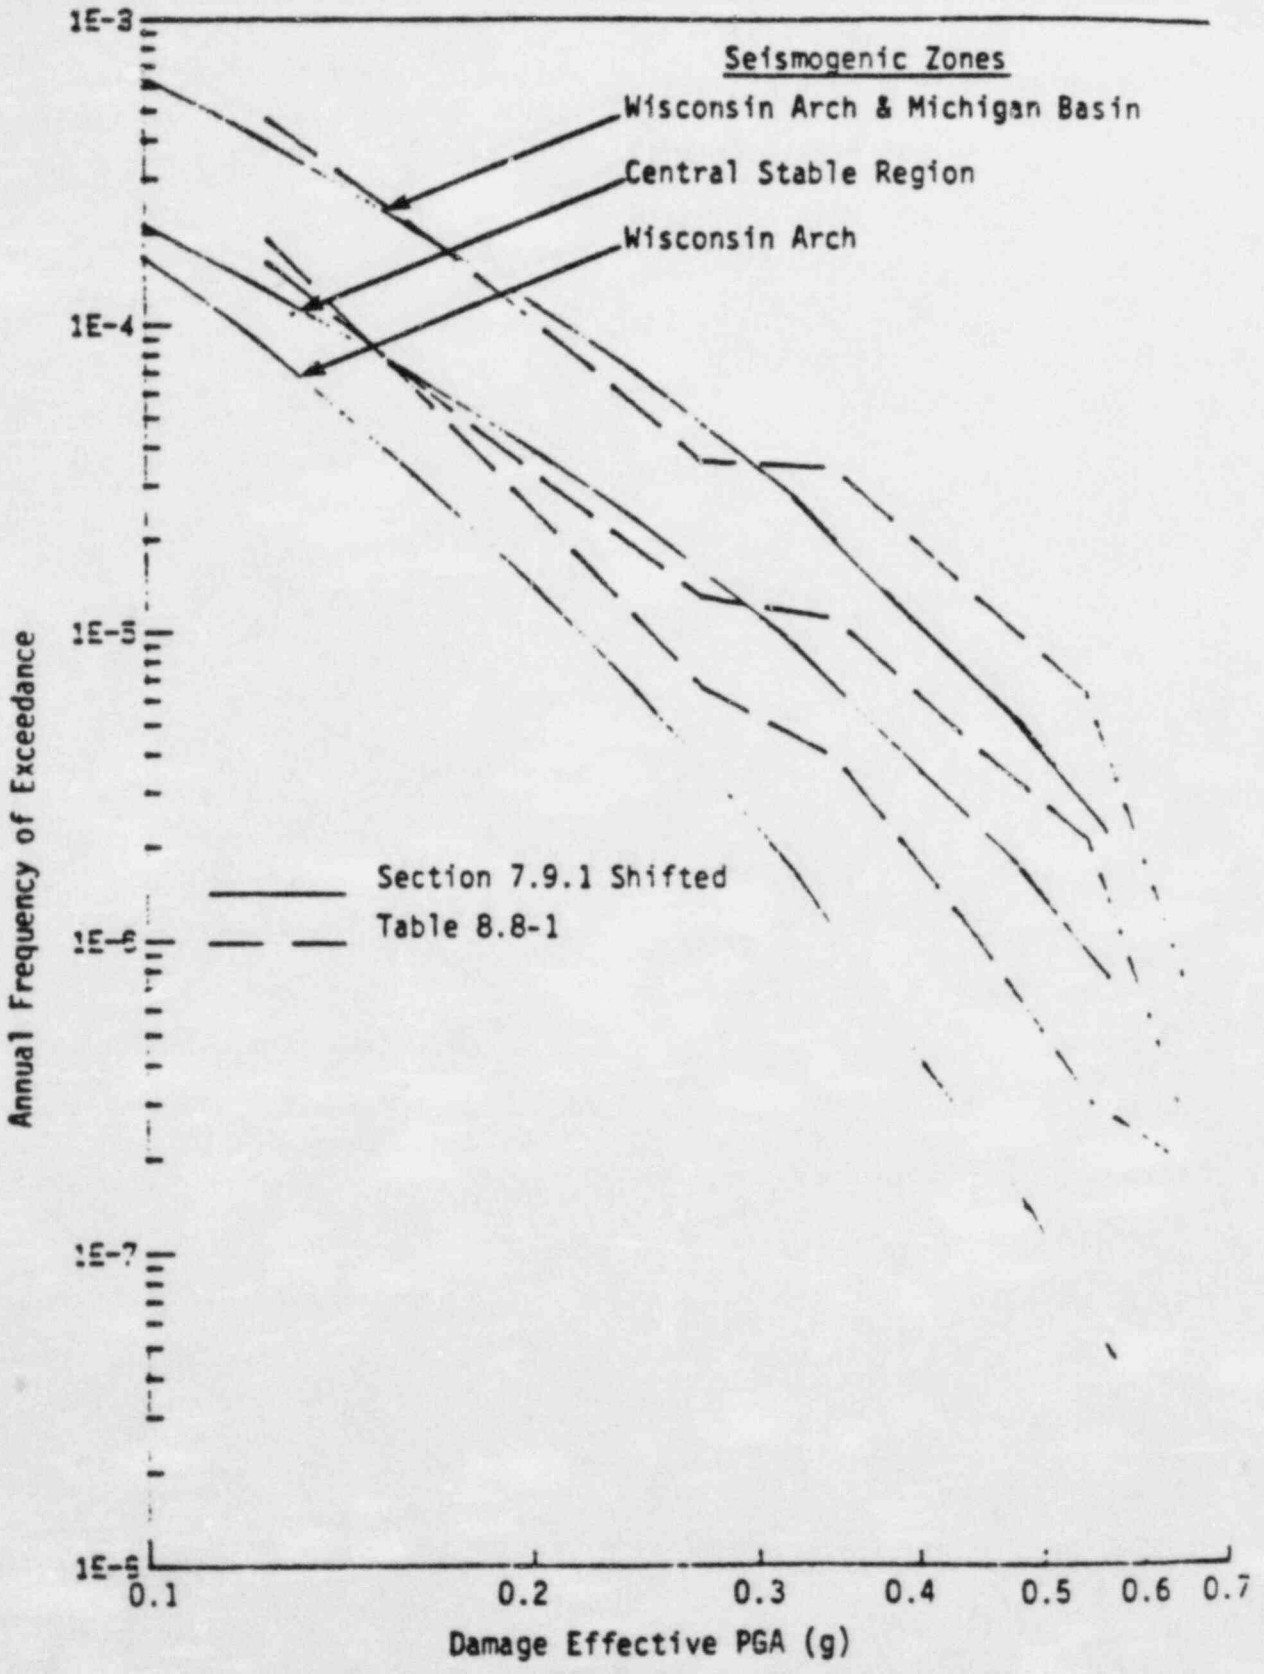 1E-3
Seismogenic Zones
Wisconsin Arch & Michigan Basin
Central Stable Region
Wisconsin Arch
1E-4
1E-5
Annual Frequency of Exceedance
Section 7.9.1 Shifted
Table 8.8-1
1E-6
1E-7
1E-8
0.1 0.2 0.3 0.4 0.5 0.6 0.7
Damage Effective PGA (g)